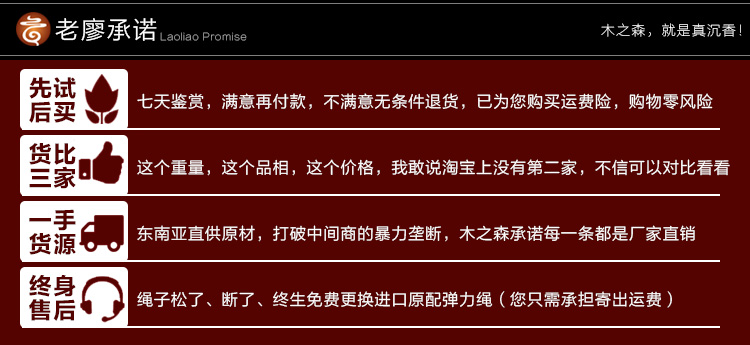 老廖承诺 Laoliao Promise 木之森，就是真沉香！
先试后买
七天鉴赏，满意再付款，不满意无条件退货，已为您购买运费险，购物零风险
货比三家
这个重量，这个品相，这个价格，我敢说淘宝上没有第二家，不信可以对比看看
一手货源
东南亚直供原材，打破中间商的暴力垄断，木之森承诺每一条都是厂家直销
终身售后
绳子松了、断了、终生免费更换进口原配弹力绳（您只需承担寄出运费）